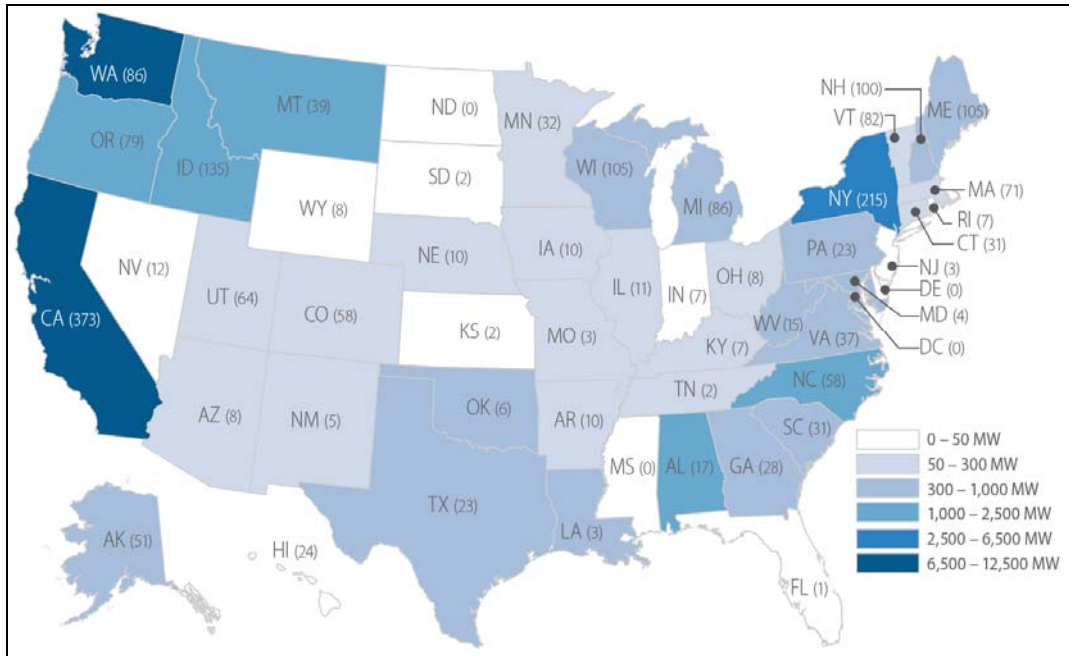 WA (86)
MT (39)
ND (0)
MN (32)
OR (79)
ID (135)
SD (2)
WY (8)
WI (105)
MI (86)
NH (100)
VT (82)
ME (105)
NY (215)
MA (71)
RI (7)
CT (31)
NV (12)
UT (64)
CO (58)
NE (10)
IA (10)
IL (11)
IN (7)
OH (8)
PA (23)
NJ (3)
DE (0)
MD (4)
DC (0)
CA (373)
KS (2)
MO (3)
KY (7)
WV (15)
VA (37)
AZ (8)
NM (5)
OK (6)
AR (10)
TN (2)
NC (58)
SC (31)
TX (23)
LA (3)
MS (0)
AL (17)
GA (28)
FL (1)
AK (51)
HI (24)
0 – 50 MW
50 – 300 MW
300 – 1,000 MW
1,000 – 2,500 MW
2,500 – 6,500 MW
6,500 – 12,500 MW